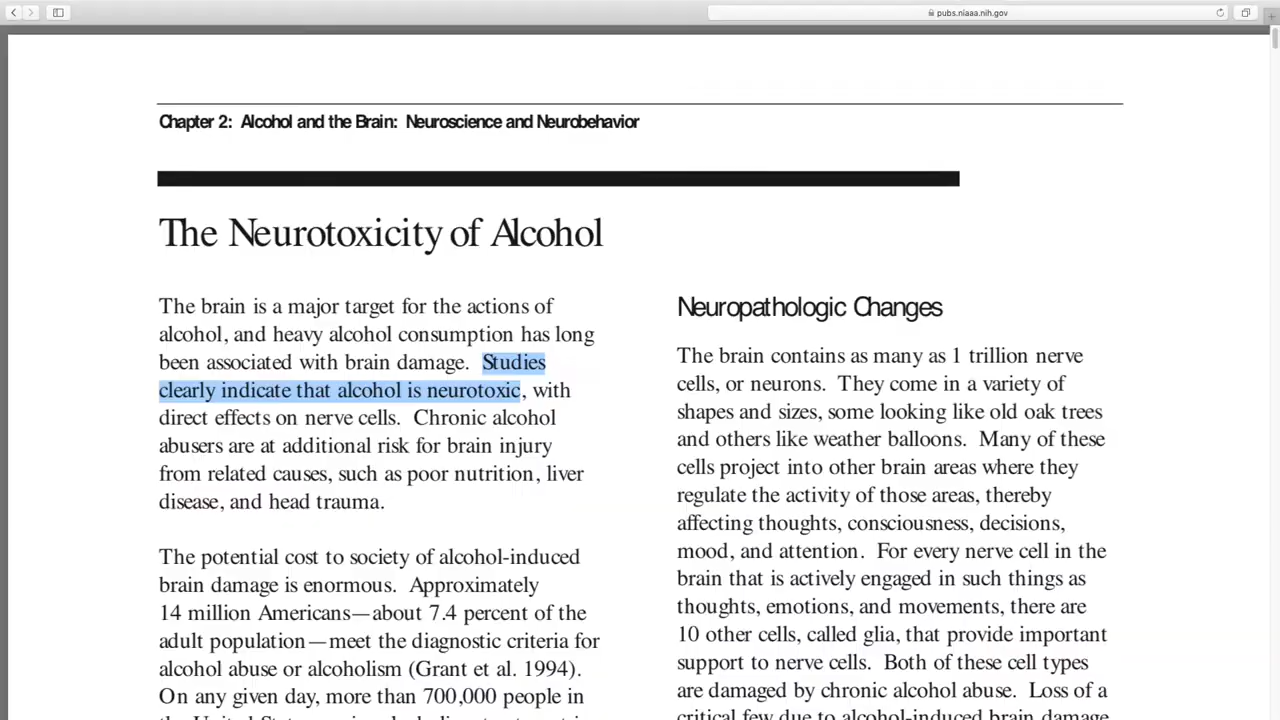 pubs.niaaa.nih.gov
Chapter 2: Alcohol and the Brain: Neuroscience and Neurobehavior
The Neurotoxicity of Alcohol
The brain is a major target for the actions of
alcohol, and heavy alcohol consumption has long
been associated with brain damage. Studies
clearly indicate that alcohol is neurotoxic, with
direct effects on nerve cells. Chronic alcohol
abusers are at additional risk for brain injury
from related causes, such as poor nutrition, liver
disease, and head trauma.
The potential cost to society of alcohol-induced
brain damage is enormous. Approximately
14 million Americans—about 7.4 percent of the
adult population—meet the diagnostic criteria for
alcohol abuse or alcoholism (Grant et al. 1994).
On any given day, more than 700,000 people in
Neuropathologic Changes
The brain contains as many as 1 trillion nerve
cells, or neurons. They come in a variety of
shapes and sizes, some looking like old oak trees
and others like weather balloons. Many of these
cells project into other brain areas where they
regulate the activity of those areas, thereby
affecting thoughts, consciousness, decisions,
mood, and attention. For every nerve cell in the
brain that is actively engaged in such things as
thoughts, emotions, and movements, there are
10 other cells, called glia, that provide important
support to nerve cells. Both of these cell types
are damaged by chronic alcohol abuse. Loss of a
critical few due to alcohol-induced brain damage